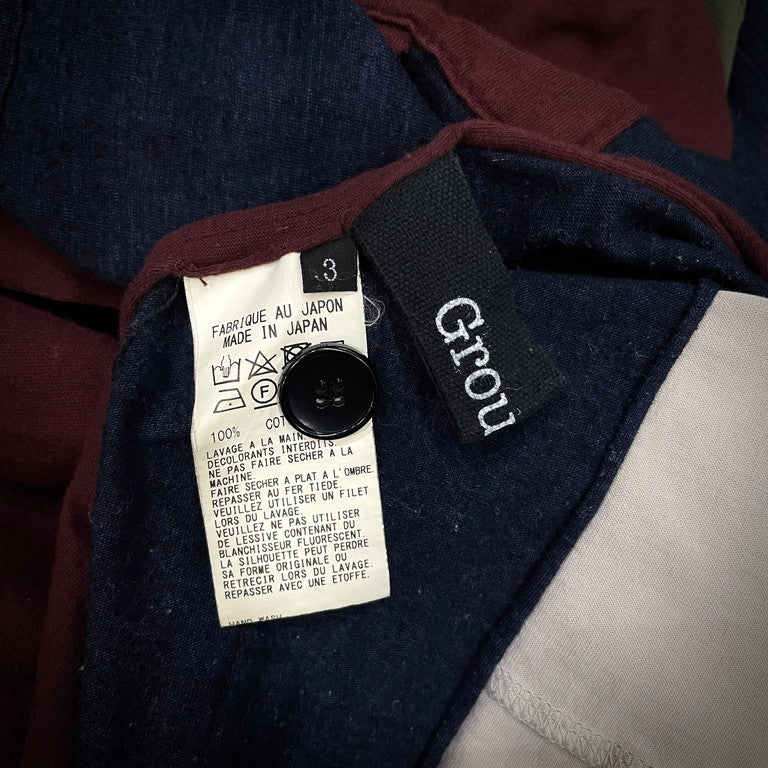 3
Grou
FABRIQUE AU JAPON
MADE IN JAPAN
F
100%
LAVAGE A LA MAIN.
DECOLORANTS INTERDITS.
NE PAS FAIRE SECHER A LA
MACHINE.
FAIRE SECHER A PLAT A L'OMBRE.
REPASSER AU FER TIEDE.
VEUILLEZ UTILISER UN FILET
LORS DU LAVAGE.
VEUILLEZ NE PAS UTILISER
DE LESSIVE CONTENANT DU
BLANCHISSEUR FLUORESCENT.
LA SILHOUETTE PEUT PERDRE
SA FORME ORIGINALE OU
RETRECIR LORS DU LAVAGE.
REPASSER AVEC UNE ETOFFE.
HAND WASH